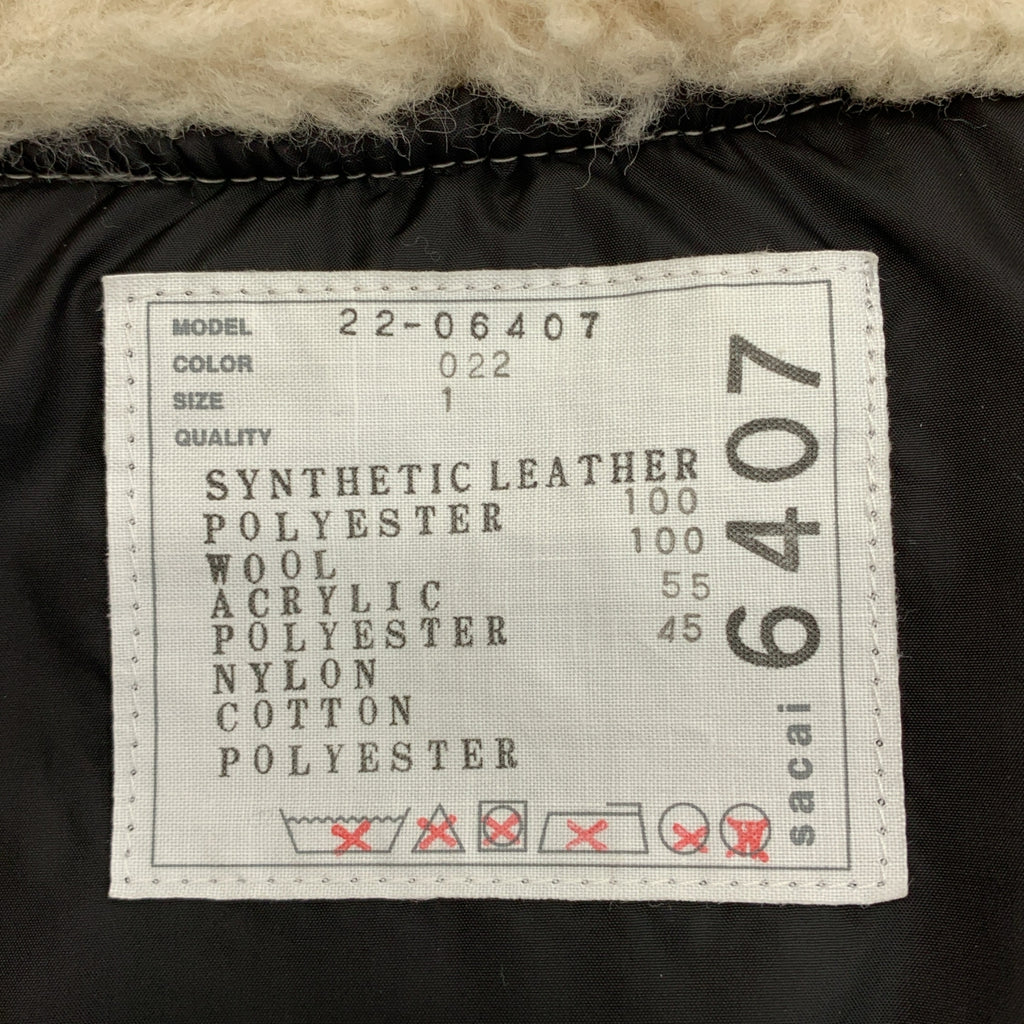 MODEL 22-06407
COLOR 022
SIZE 1
QUALITY
SYNTHETIC LEATHER
POLYESTER 100
WOOL 100
ACRYLIC 55
POLYESTER 45
NYLON
COTTON
POLYESTER
sacai 6407